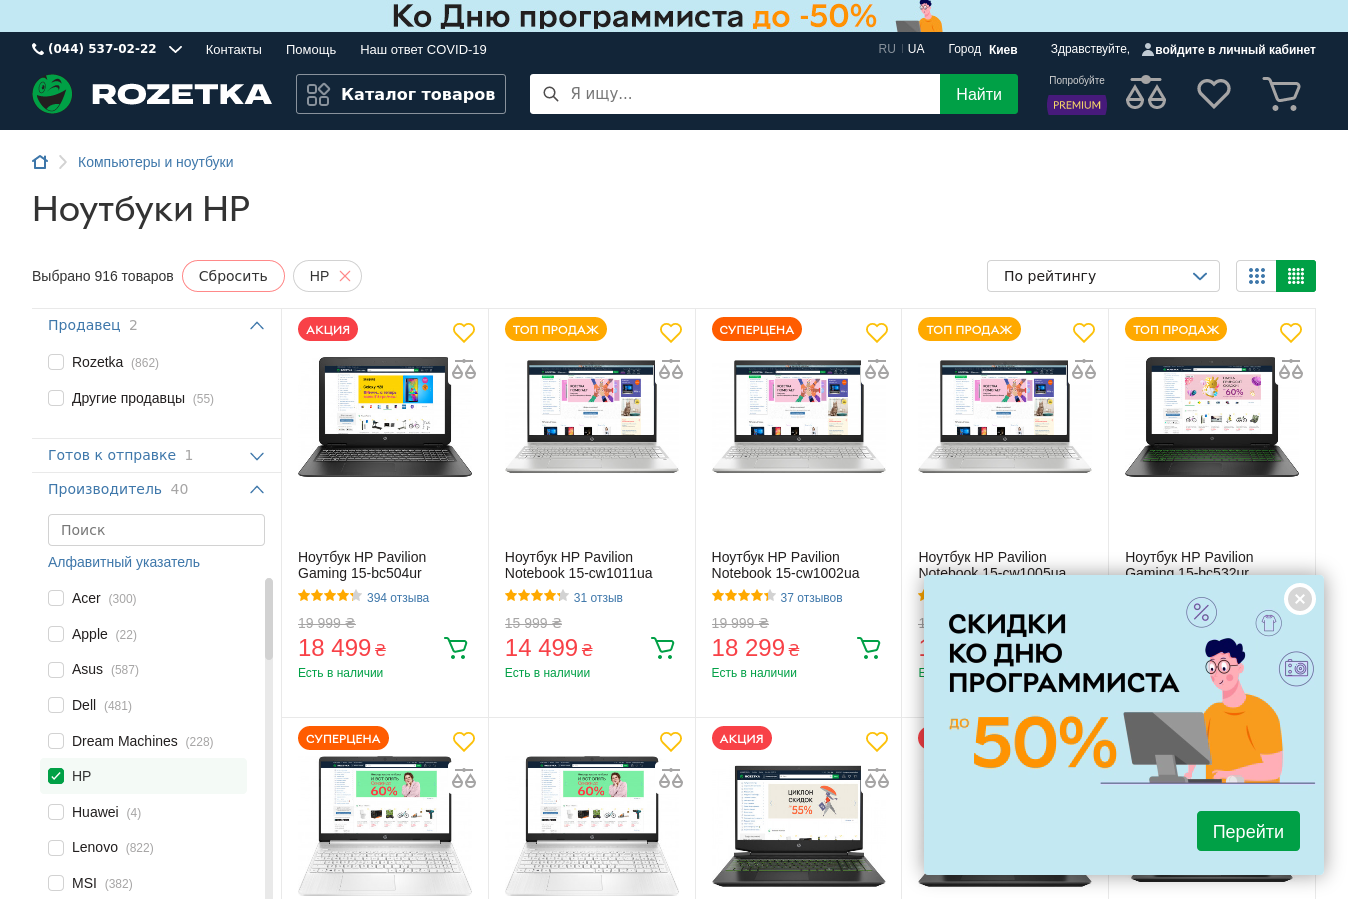 Ко Дню программиста до -50%
(044) 537-02-22
Контакты
Помощь
Наш ответ COVID-19
RU | UA
Город Киев
Здравствуйте, войдите в личный кабинет
ROZETKA
Каталог товаров
Я ищу...
Найти
Попробуйте
PREMIUM
Компьютеры и ноутбуки
Ноутбуки HP
Выбрано 916 товаров
Сбросить
HP
По рейтингу
Продавец 2
Rozetka (862)
Другие продавцы (55)
Готов к отправке 1
Производитель 40
Поиск
Алфавитный указатель
Acer (300)
Apple (22)
Asus (587)
Dell (481)
Dream Machines (228)
HP
Huawei (4)
Lenovo (822)
MSI (382)
АКЦИЯ
Ноутбук HP Pavilion
Gaming 15-bc504ur
394 отзыва
19 999 ₴
18 499 ₴
Есть в наличии
ТОП ПРОДАЖ
Ноутбук HP Pavilion
Notebook 15-cw1011ua
31 отзыв
15 999 ₴
14 499 ₴
Есть в наличии
СУПЕРЦЕНА
Ноутбук HP Pavilion
Notebook 15-cw1002ua
37 отзывов
19 999 ₴
18 299 ₴
Есть в наличии
ТОП ПРОДАЖ
Ноутбук HP Pavilion
Notebook 15-cw1005ua
ТОП ПРОДАЖ
Ноутбук HP Pavilion
Gaming 15-bc532ur
СУПЕРЦЕНА
60%
60%
АКЦИЯ
ЦИКЛОН
СКИДОК
55%
СКИДКИ
КО ДНЮ
ПРОГРАММИСТА
ДО 50%
Перейти